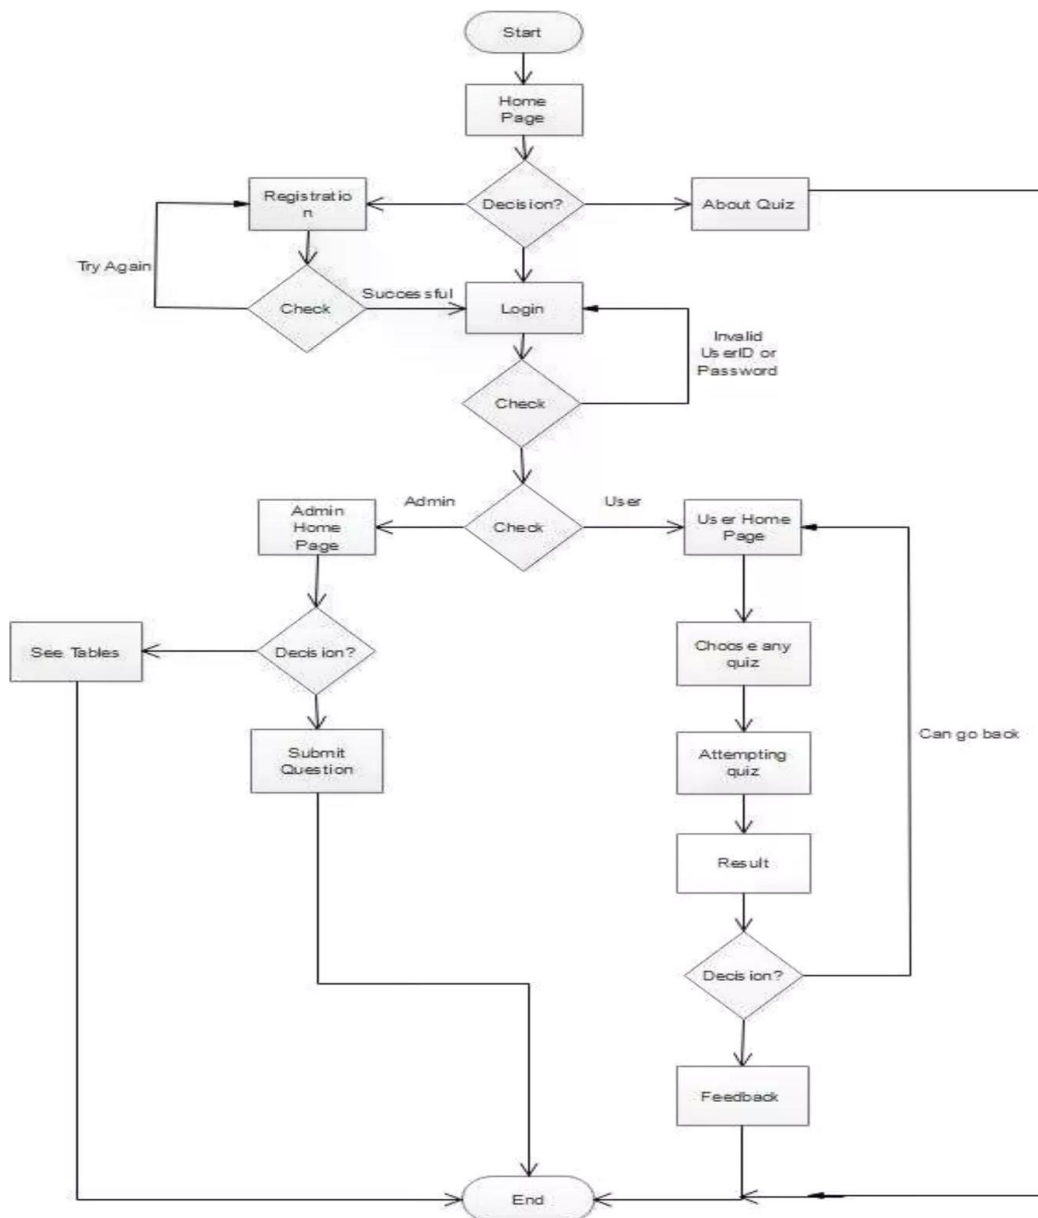 Start
Home
Page
Registratio
n
Decision?
About Quiz
Try Again
Check
Successful
Login
Invalid
UserID or
Password
Check
Admin
Home
Page
Admin
Check
User
User Home
Page
See Tables
Decision?
Choose any
quiz
Submit
Question
Attempting
quiz
Can go back
Result
Decision?
Feedback
End